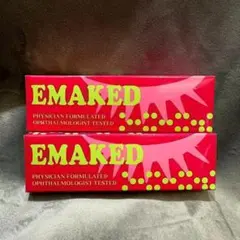 EMAKED
PHYSICIAN FORMULATED
OPHTHALMOLOGIST TESTED
EMAKED
PHYSICIAN FORMULATED
OPHTHALMOLOGIST TESTED